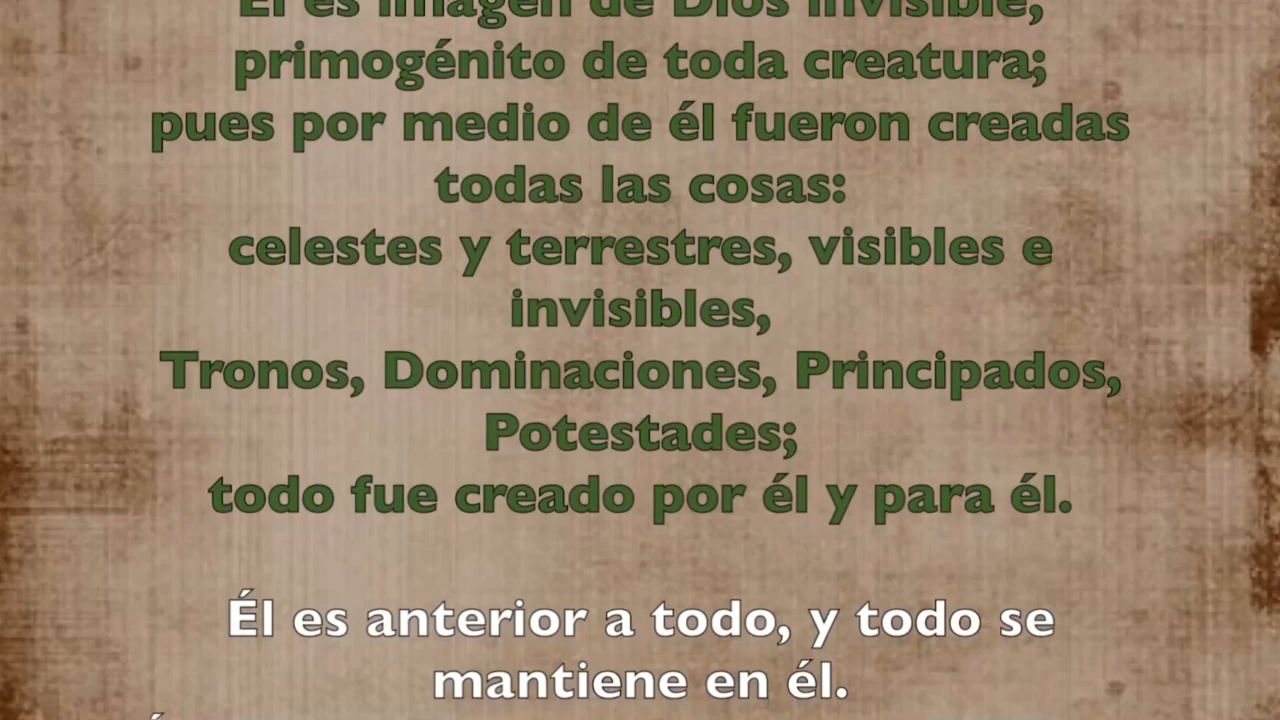 Él es imagen de Dios invisible,
primogénito de toda creatura;
pues por medio de él fueron creadas
todas las cosas:
celestes y terrestres, visibles e
invisibles,
Tronos, Dominaciones, Principados,
Potestades;
todo fue creado por él y para él.
Él es anterior a todo, y todo se
mantiene en él.